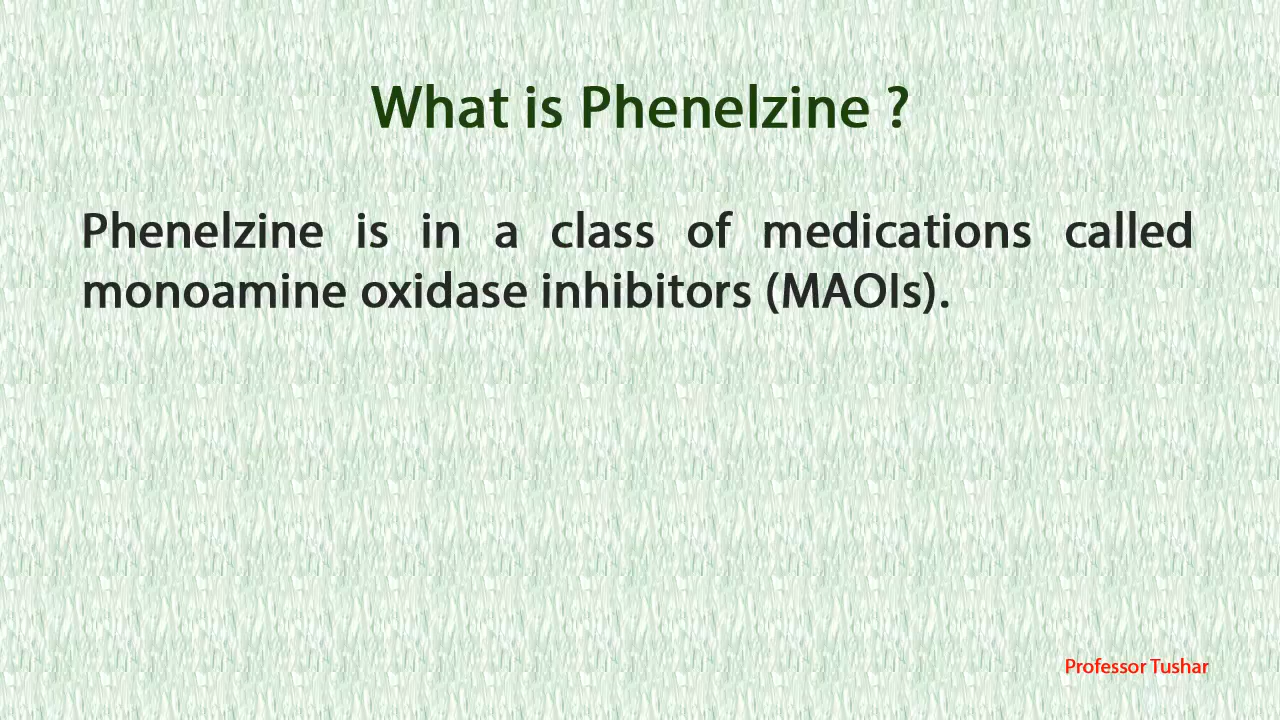 What is Phenelzine ?
Phenelzine is in a class of medications called
monoamine oxidase inhibitors (MAOIs).
Professor Tushar